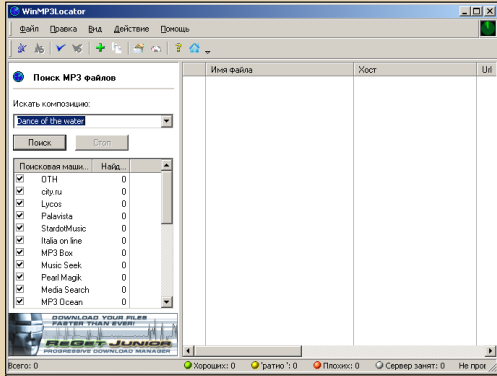 WinMP3Locator
Файл Правка Вид Действие Помощь
Поиск MP3 файлов
Искать композицию:
Dance of the water
Поиск Стоп
Поисковая маши... Найд...
OTH 0
city.ru 0
Lycos 0
Palavista 0
StardotMusic 0
Italia on line 0
MP3 Box 0
Music Seek 0
Pearl Magik 0
Media Search 0
MP3 Ocean 0
DOWNLOAD YOUR FILES
FASTER THAN EVER!
REGET JUNIOR
PROGRESSIVE DOWNLOAD MANAGER
Имя файла Хост Url
Всего: 0 Хороших: 0 'ратио ': 0 Плохих: 0 Сервер занят: 0 Не про